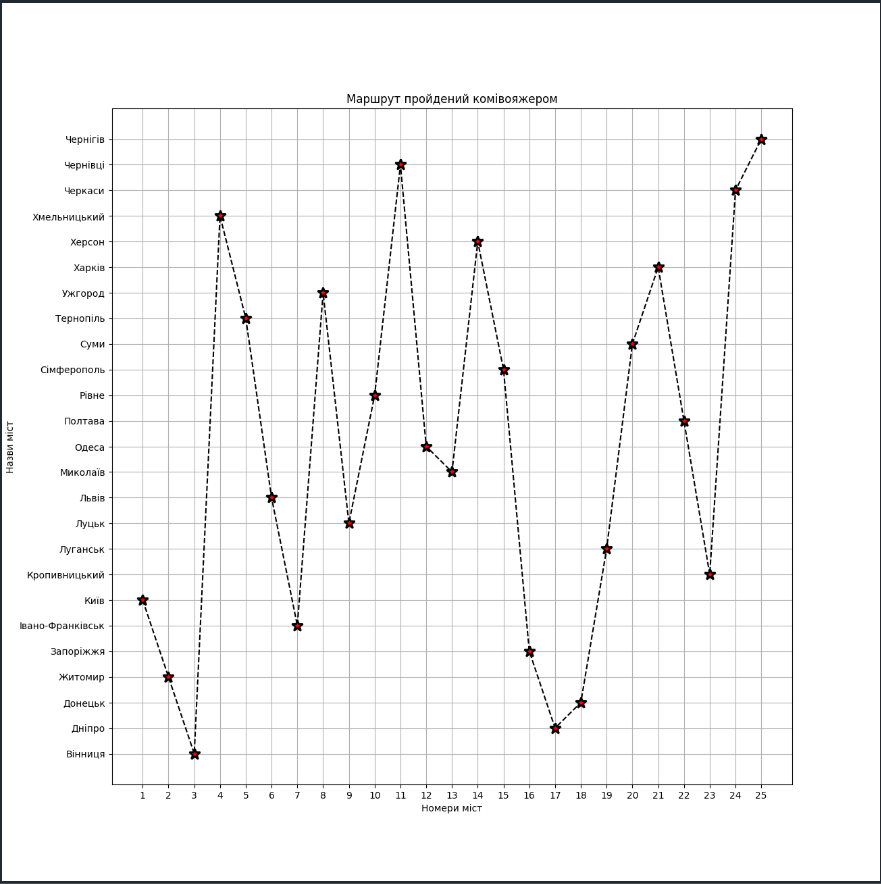 Маршрут пройдений комівояжером
Чернігів
Чернівці
Черкаси
Хмельницький
Херсон
Харків
Ужгород
Тернопіль
Суми
Сімферополь
Рівне
Полтава
Одеса
Миколаїв
Львів
Луцьк
Луганськ
Кропивницький
Київ
Івано-Франківськ
Запоріжжя
Житомир
Донецьк
Дніпро
Вінниця
Назви міст
1 2 3 4 5 6 7 8 9 10 11 12 13 14 15 16 17 18 19 20 21 22 23 24 25
Номери міст